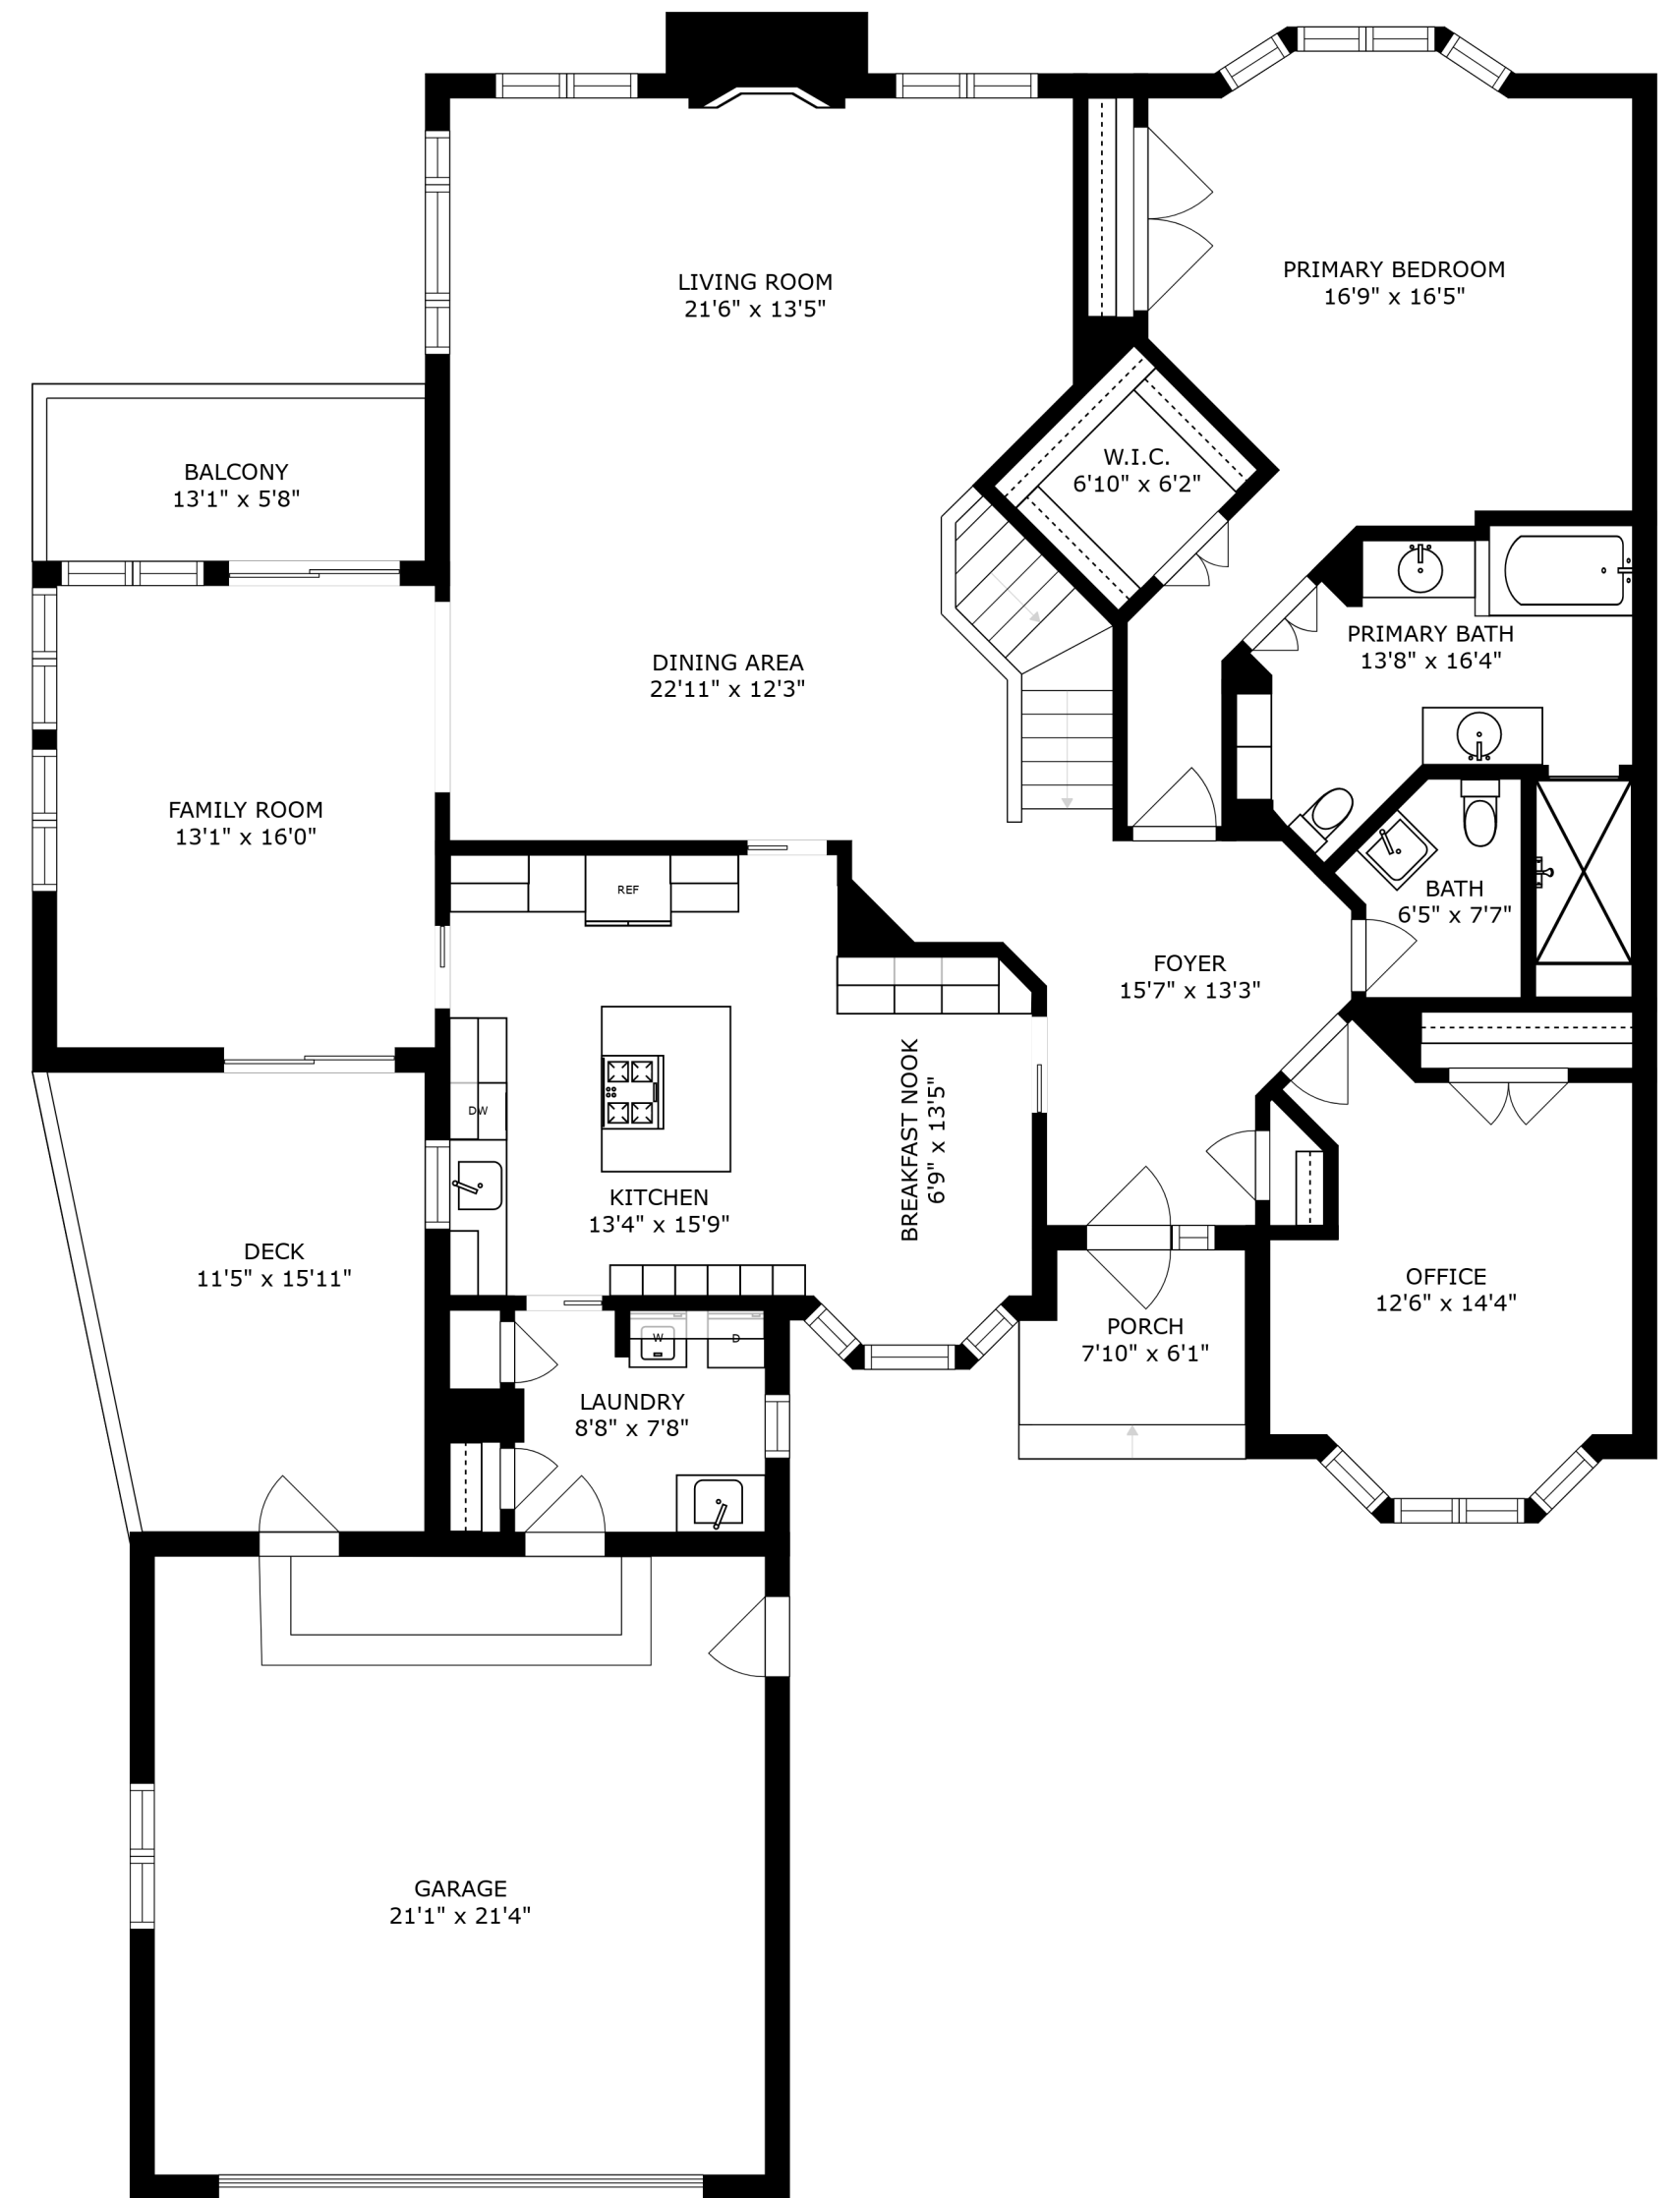 PRIMARY BEDROOM
16'9" x 16'5"
LIVING ROOM
21'6" x 13'5"
W.I.C.
6'10" x 6'2"
BALCONY
13'1" x 5'8"
PRIMARY BATH
13'8" x 16'4"
DINING AREA
22'11" x 12'3"
FAMILY ROOM
13'1" x 16'0"
REF
BATH
6'5" x 7'7"
FOYER
15'7" x 13'3"
DW
BREAKFAST NOOK
6'9" x 13'5"
KITCHEN
13'4" x 15'9"
DECK
11'5" x 15'11"
OFFICE
12'6" x 14'4"
PORCH
7'10" x 6'1"
W
D
LAUNDRY
8'8" x 7'8"
GARAGE
21'1" x 21'4"